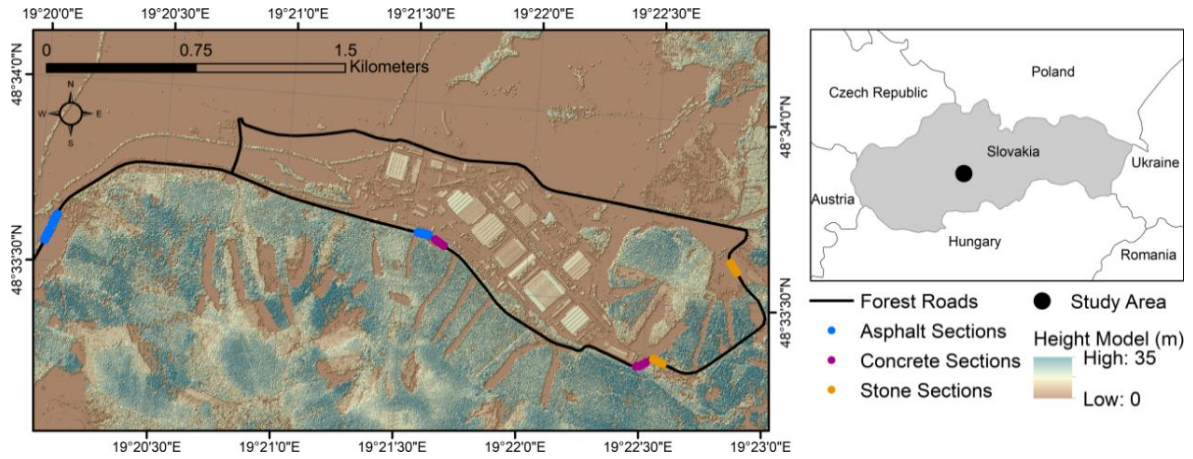 19°20'0"E 19°20'30"E 19°21'0"E 19°21'30"E 19°22'0"E 19°22'30"E
0 0.75 1.5
Kilometers
N
W E
S
48°34'0"N
48°33'30"N
48°34'0"N
48°33'30"N
19°20'30"E 19°21'0"E 19°21'30"E 19°22'0"E 19°22'30"E 19°23'0"E
Poland
Czech Republic
Slovakia
Ukraine
Austria
Hungary
Romania
Forest Roads
Asphalt Sections
Concrete Sections
Stone Sections
Study Area
Height Model (m)
High: 35
Low: 0